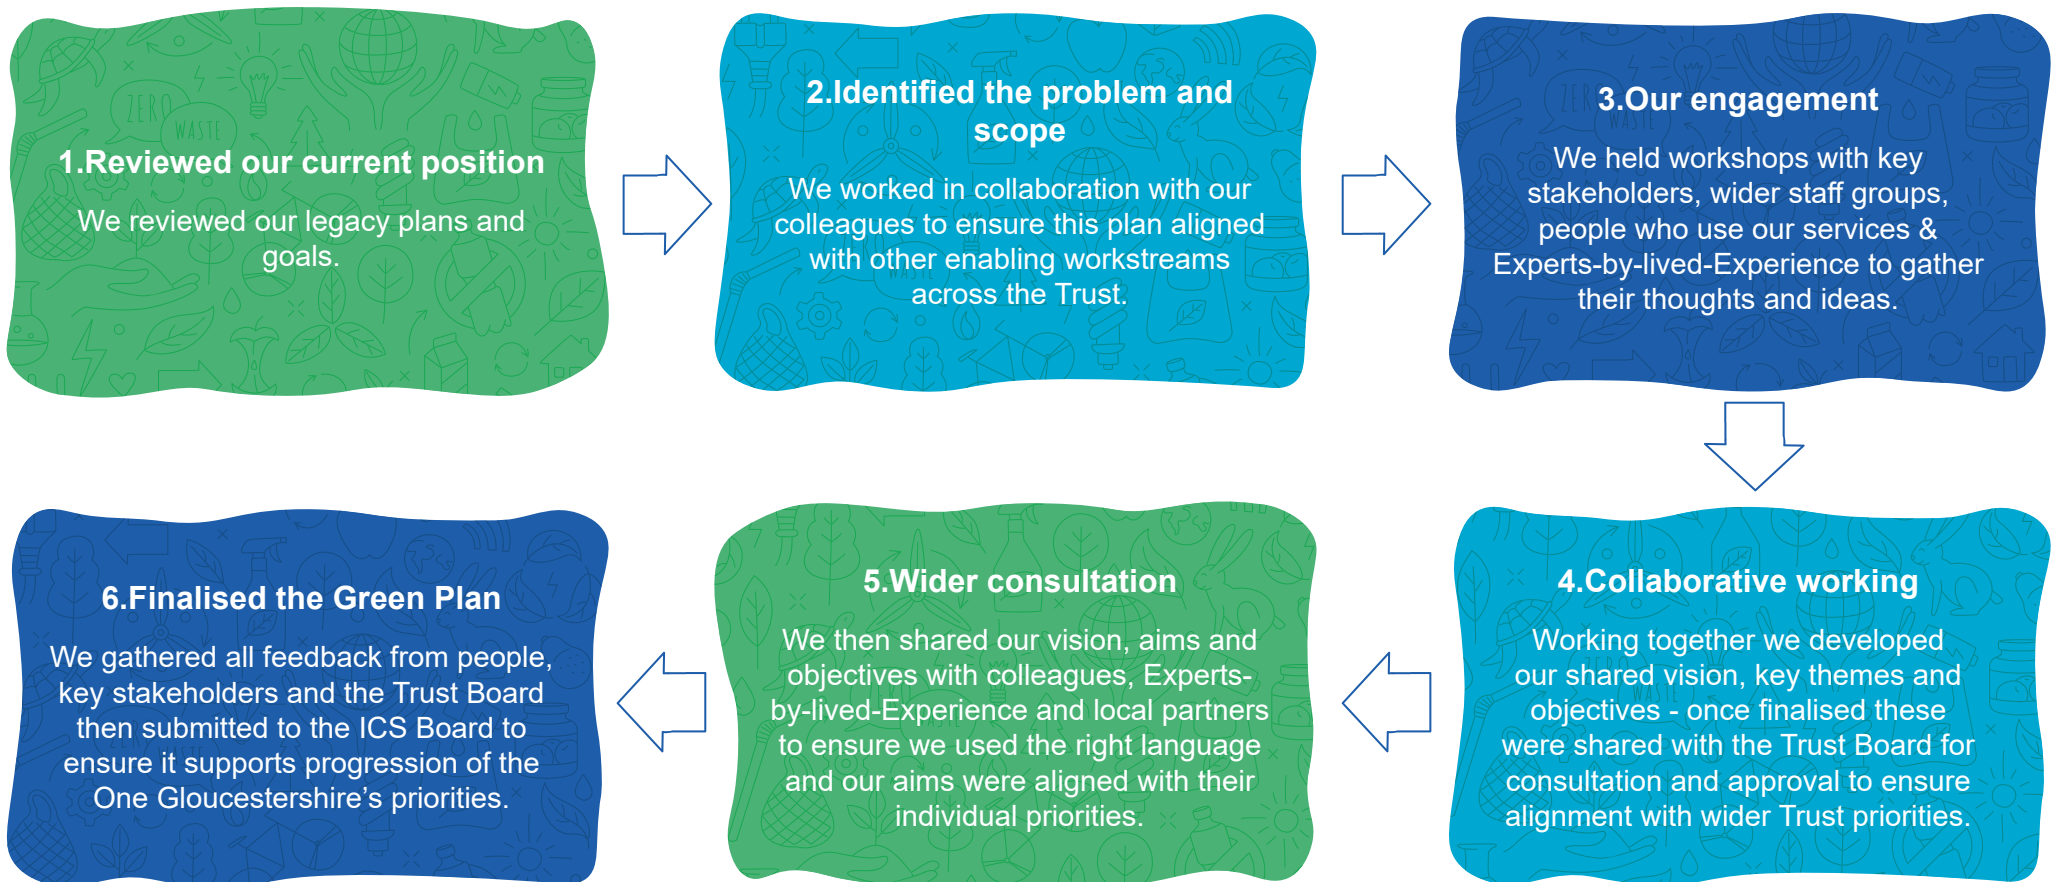 1.Reviewed our current position
We reviewed our legacy plans and
goals.
2.Identified the problem and
scope
We worked in collaboration with our
colleagues to ensure this plan aligned
with other enabling workstreams
across the Trust.
3.Our engagement
We held workshops with key
stakeholders, wider staff groups,
people who use our services &
Experts-by-lived-Experience to gather
their thoughts and ideas.
4.Collaborative working
Working together we developed
our shared vision, key themes and
objectives - once finalised these
were shared with the Trust Board for
consultation and approval to ensure
alignment with wider Trust priorities.
5.Wider consultation
We then shared our vision, aims and
objectives with colleagues, Experts-
by-lived-Experience and local partners
to ensure we used the right language
and our aims were aligned with their
individual priorities.
6.Finalised the Green Plan
We gathered all feedback from people,
key stakeholders and the Trust Board
then submitted to the ICS Board to
ensure it supports progression of the
One Gloucestershire’s priorities.
ZERO
WASTE